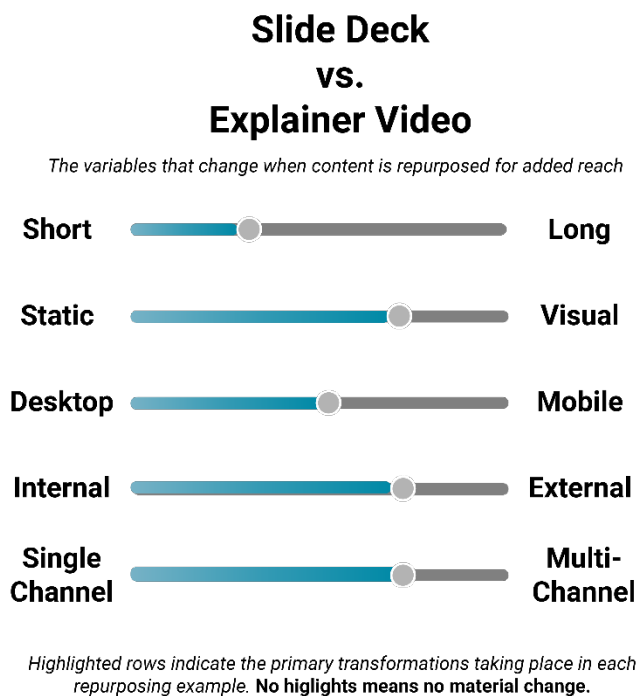 Slide Deck
vs.
Explainer Video
The variables that change when content is repurposed for added reach
Short Long
Static Visual
Desktop Mobile
Internal External
Single Multi-
Channel Channel
Highlighted rows indicate the primary transformations taking place in each
repurposing example. No higlights means no material change.